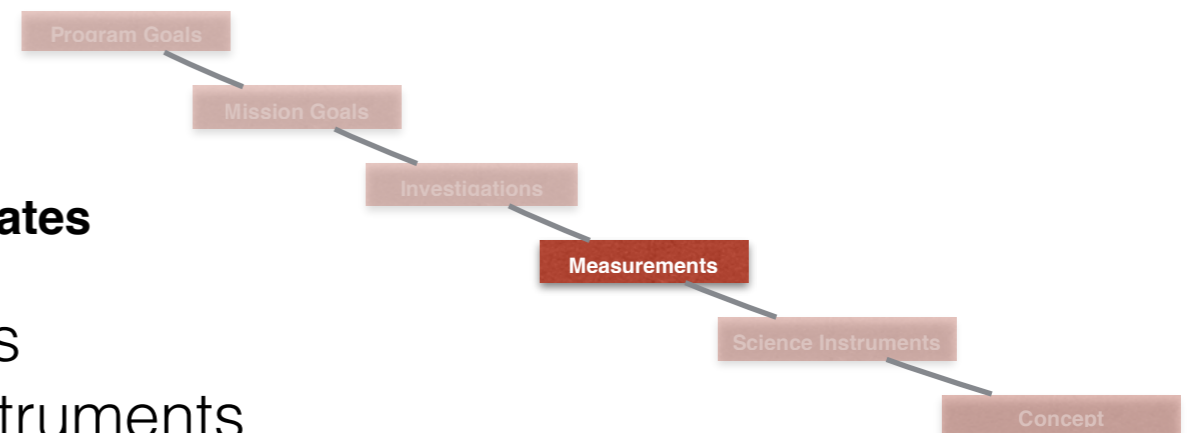 Program Goals
Mission Goals
Investigations
ates
Measurements
s
Science Instruments
truments
Concept